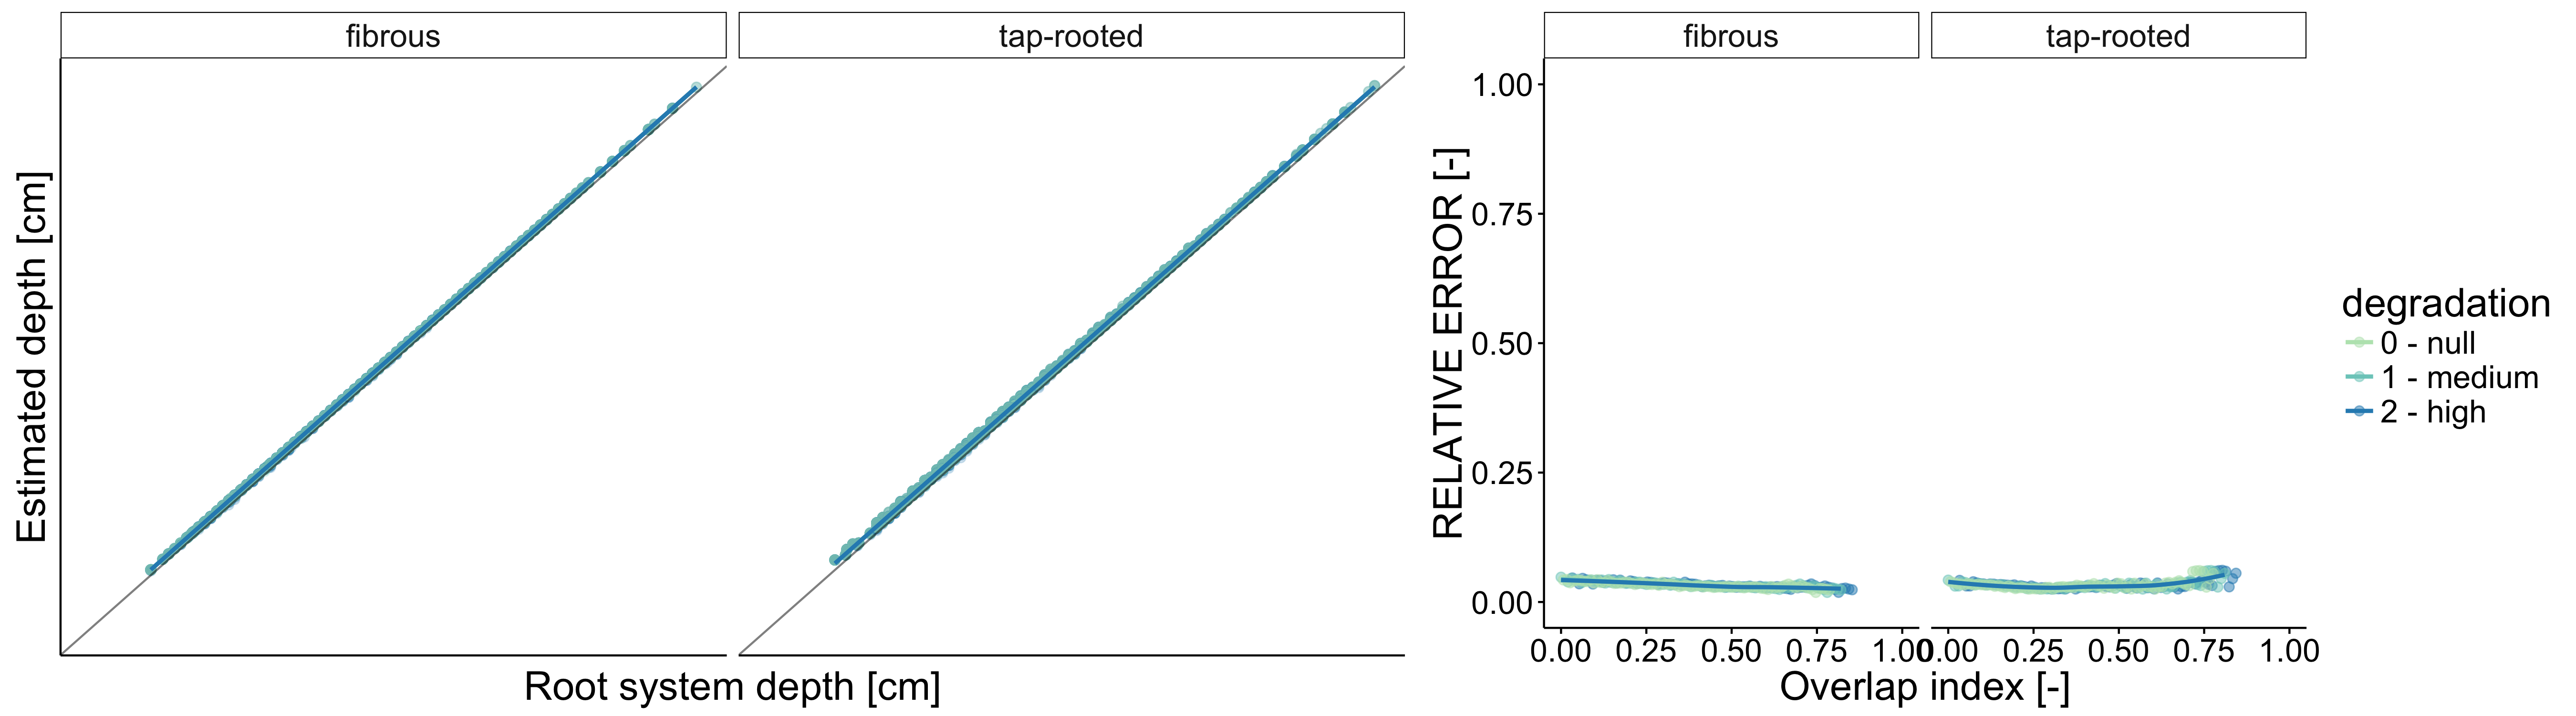 fibrous
tap-rooted
Estimated depth [cm]
Root system depth [cm]
fibrous
tap-rooted
RELATIVE ERROR [-]
1.00
0.75
0.50
0.25
0.00
0.00 0.25 0.50 0.75 1.00
0.00 0.25 0.50 0.75 1.00
Overlap index [-]
degradation
0 - null
1 - medium
2 - high